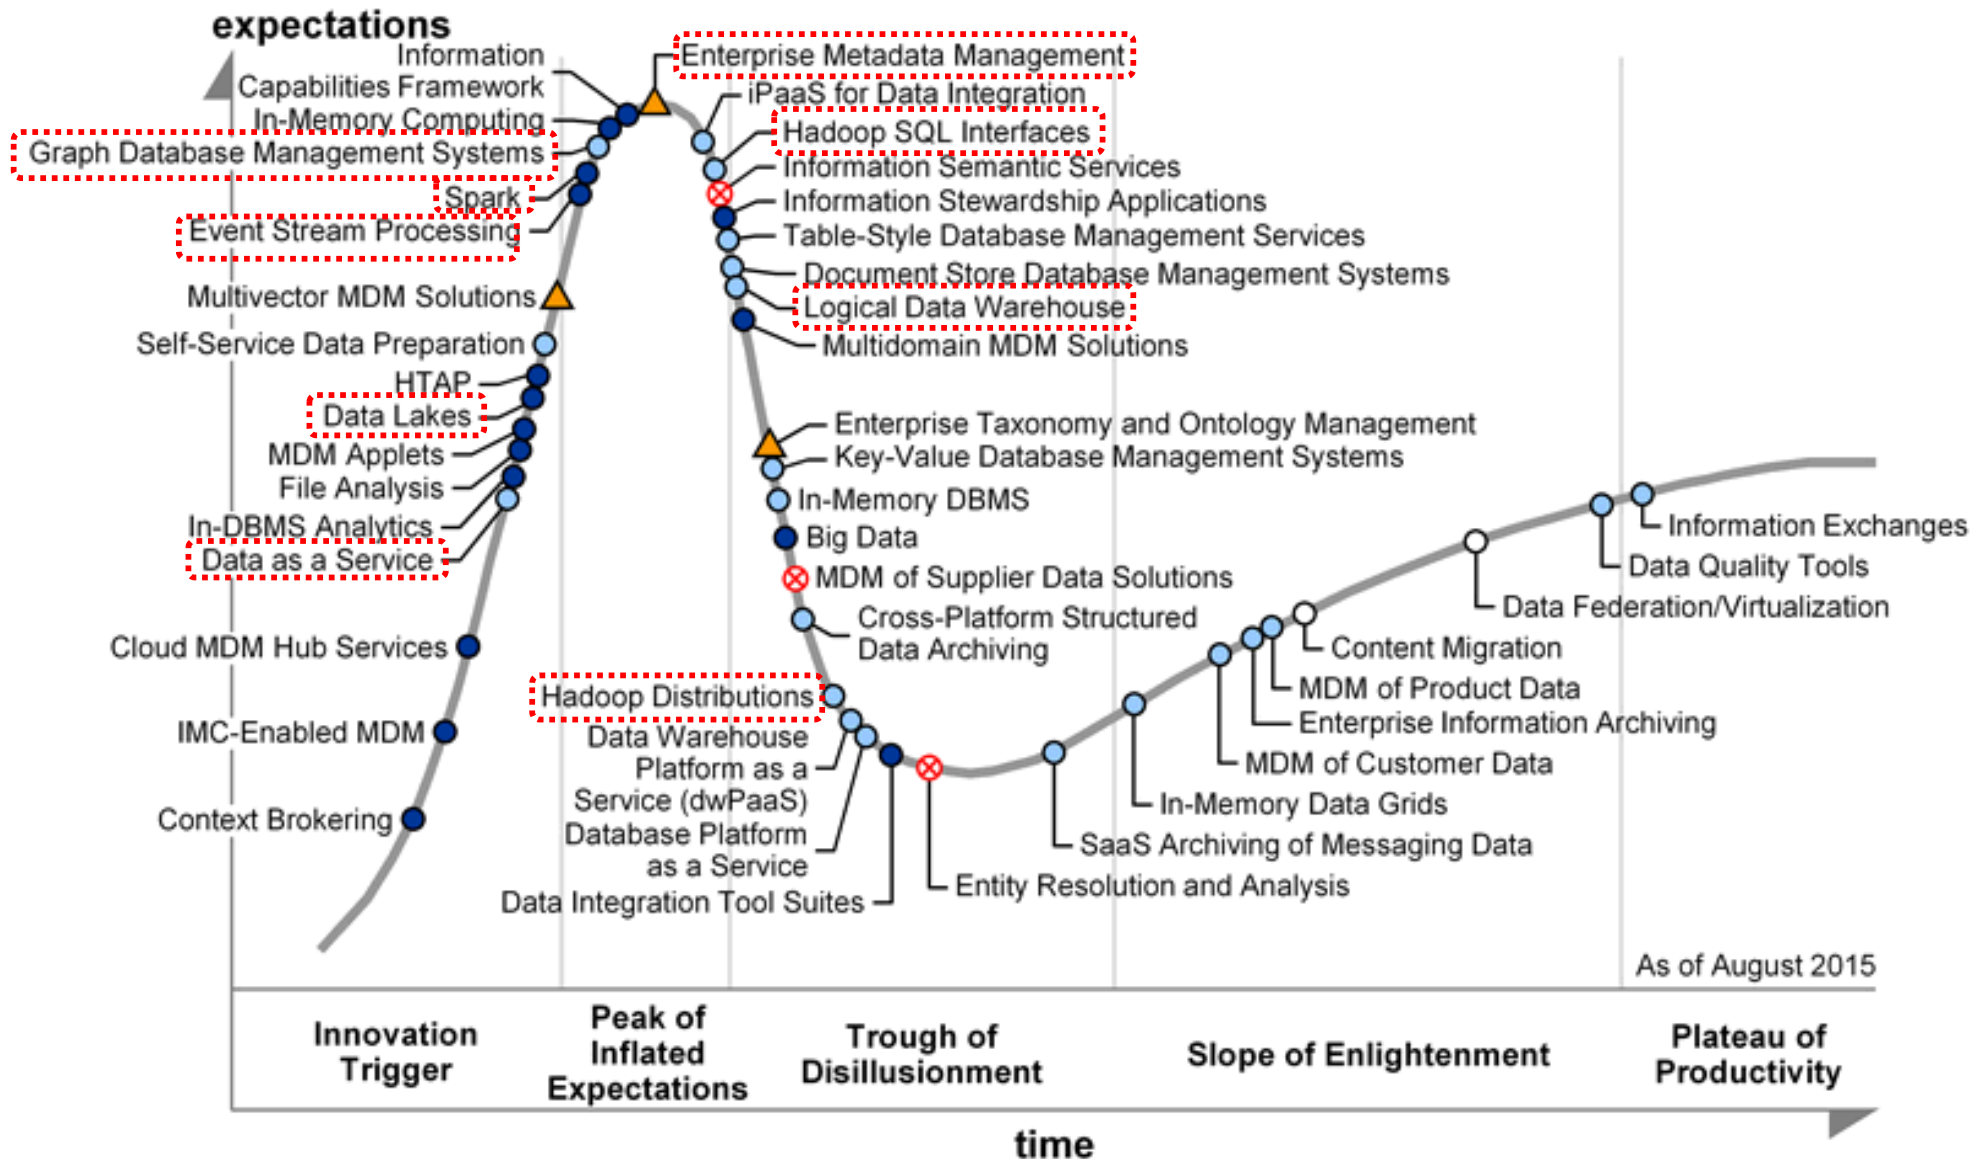 expectations
Information
Capabilities Framework
In-Memory Computing
Graph Database Management Systems
Spark
Event Stream Processing
Multivector MDM Solutions
Self-Service Data Preparation
HTAP
Data Lakes
MDM Applets
File Analysis
In-DBMS Analytics
Data as a Service
Cloud MDM Hub Services
IMC-Enabled MDM
Context Brokering
Enterprise Metadata Management
iPaaS for Data Integration
Hadoop SQL Interfaces
Information Semantic Services
Information Stewardship Applications
Table-Style Database Management Services
Document Store Database Management Systems
Logical Data Warehouse
Multidomain MDM Solutions
Enterprise Taxonomy and Ontology Management
Key-Value Database Management Systems
In-Memory DBMS
Big Data
MDM of Supplier Data Solutions
Cross-Platform Structured
Data Archiving
Hadoop Distributions
Data Warehouse
Platform as a
Service (dwPaaS)
Database Platform
as a Service
Data Integration Tool Suites
Entity Resolution and Analysis
SaaS Archiving of Messaging Data
In-Memory Data Grids
MDM of Customer Data
Enterprise Information Archiving
MDM of Product Data
Content Migration
Data Federation/Virtualization
Data Quality Tools
Information Exchanges
As of August 2015
Innovation
Trigger
Peak of
Inflated
Expectations
Trough of
Disillusionment
Slope of Enlightenment
Plateau of
Productivity
time